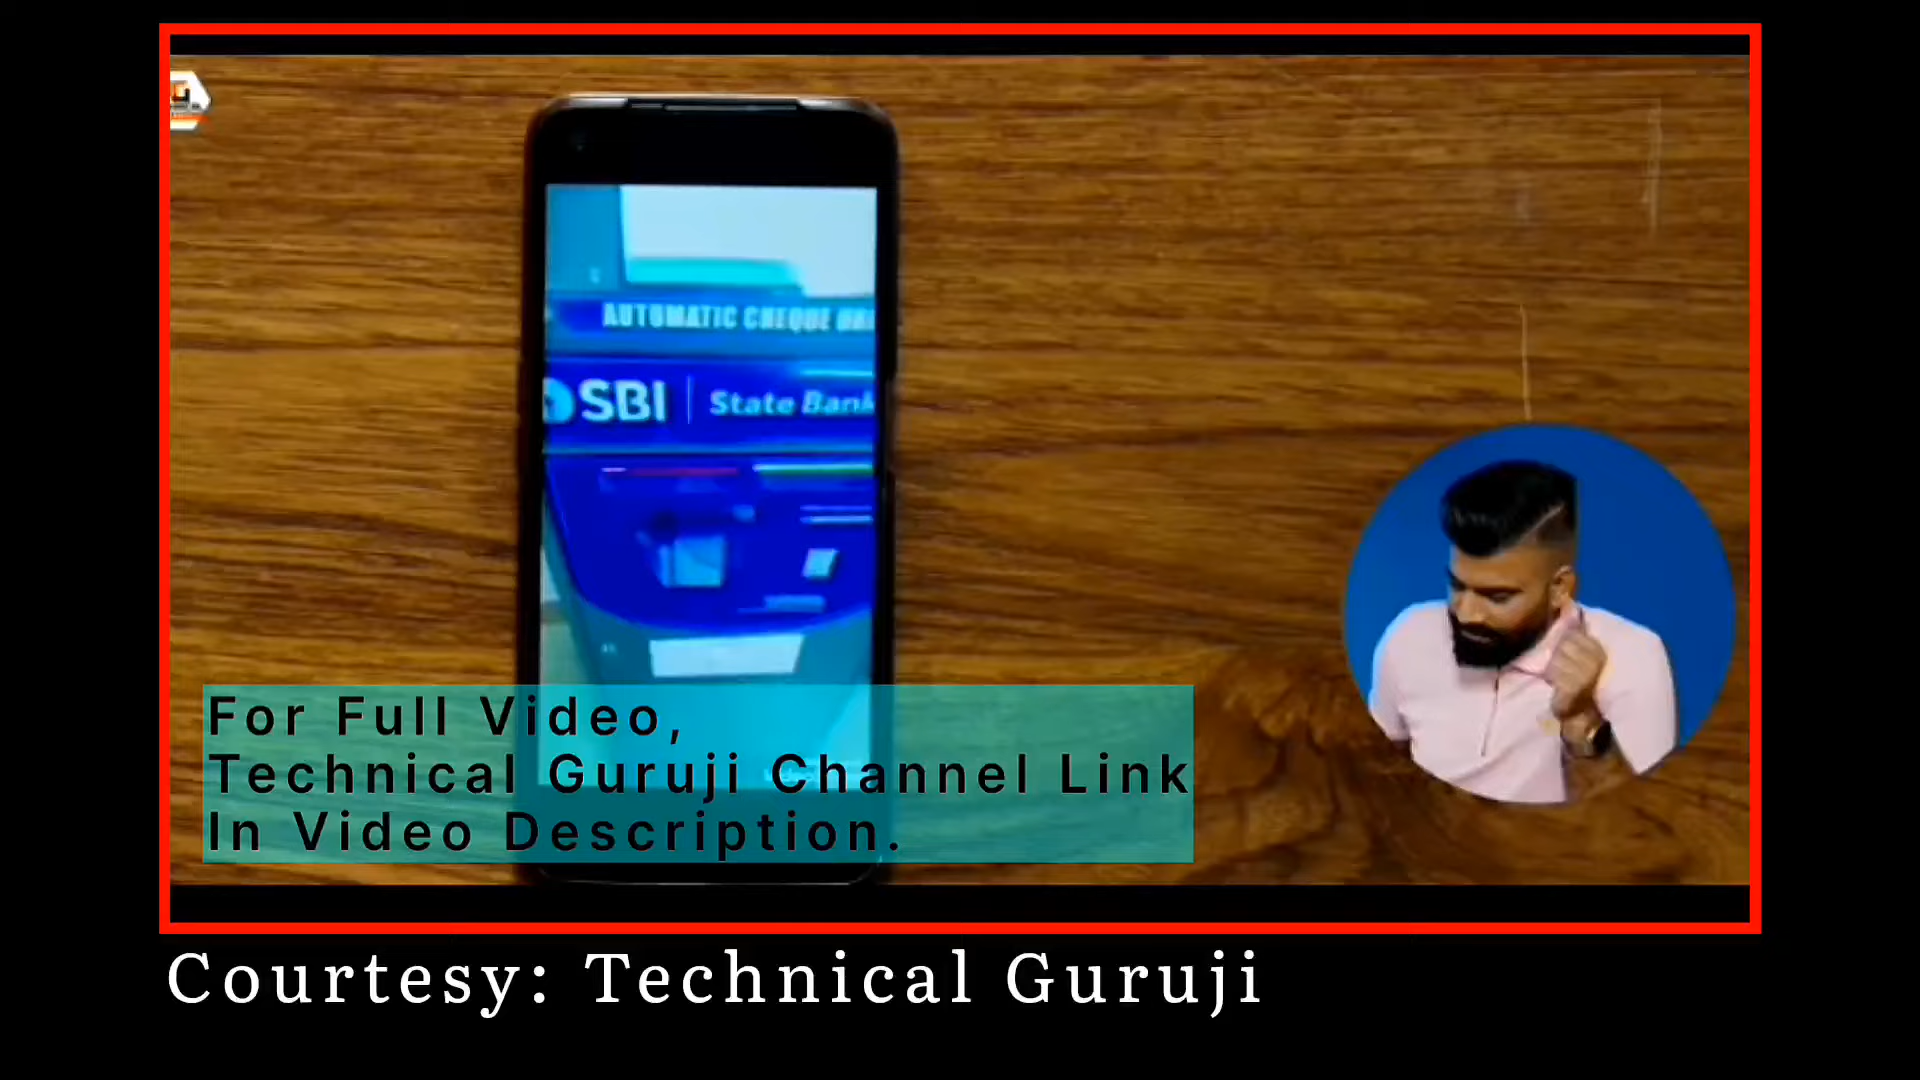 AUTOMATIC CHEQUE
SBI State Bank
For Full Video,
Technical Guruji Channel Link
In Video Description.
Courtesy: Technical Guruji